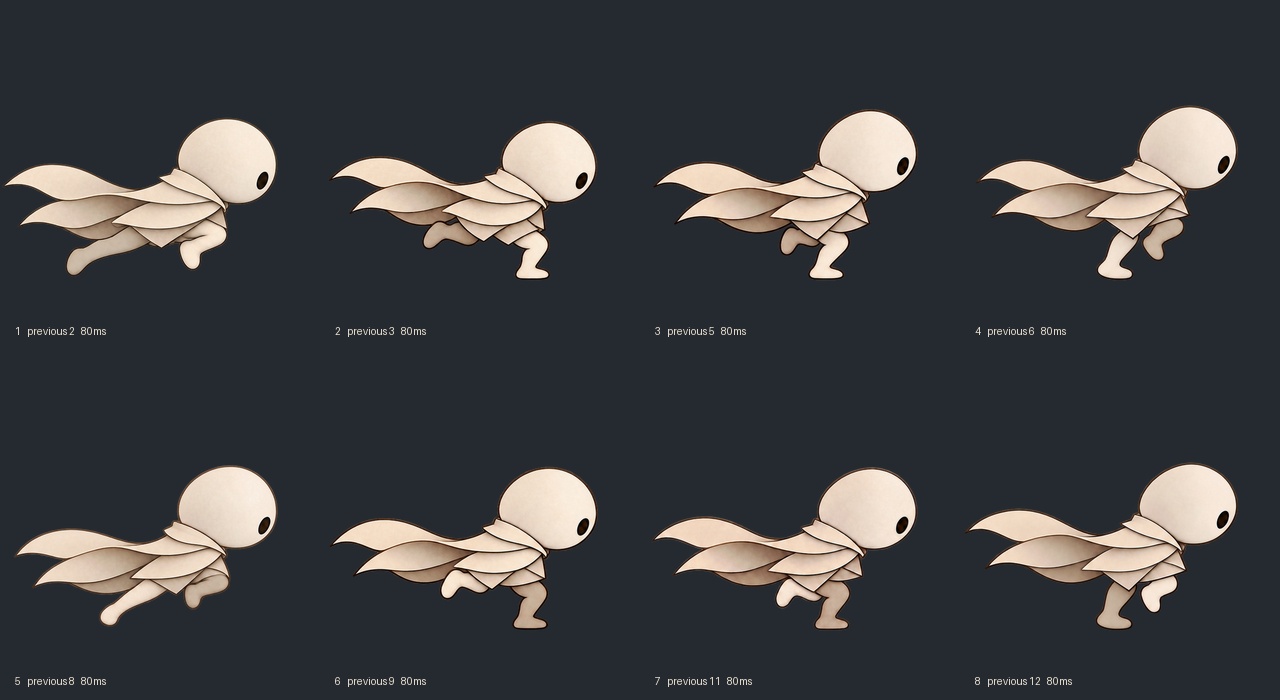 1 previous2 80ms
2 previous3 80ms
3 previous5 80ms
4 previous6 80ms
5 previous8 80ms
6 previous9 80ms
7 previous11 80ms
8 previous12 80ms